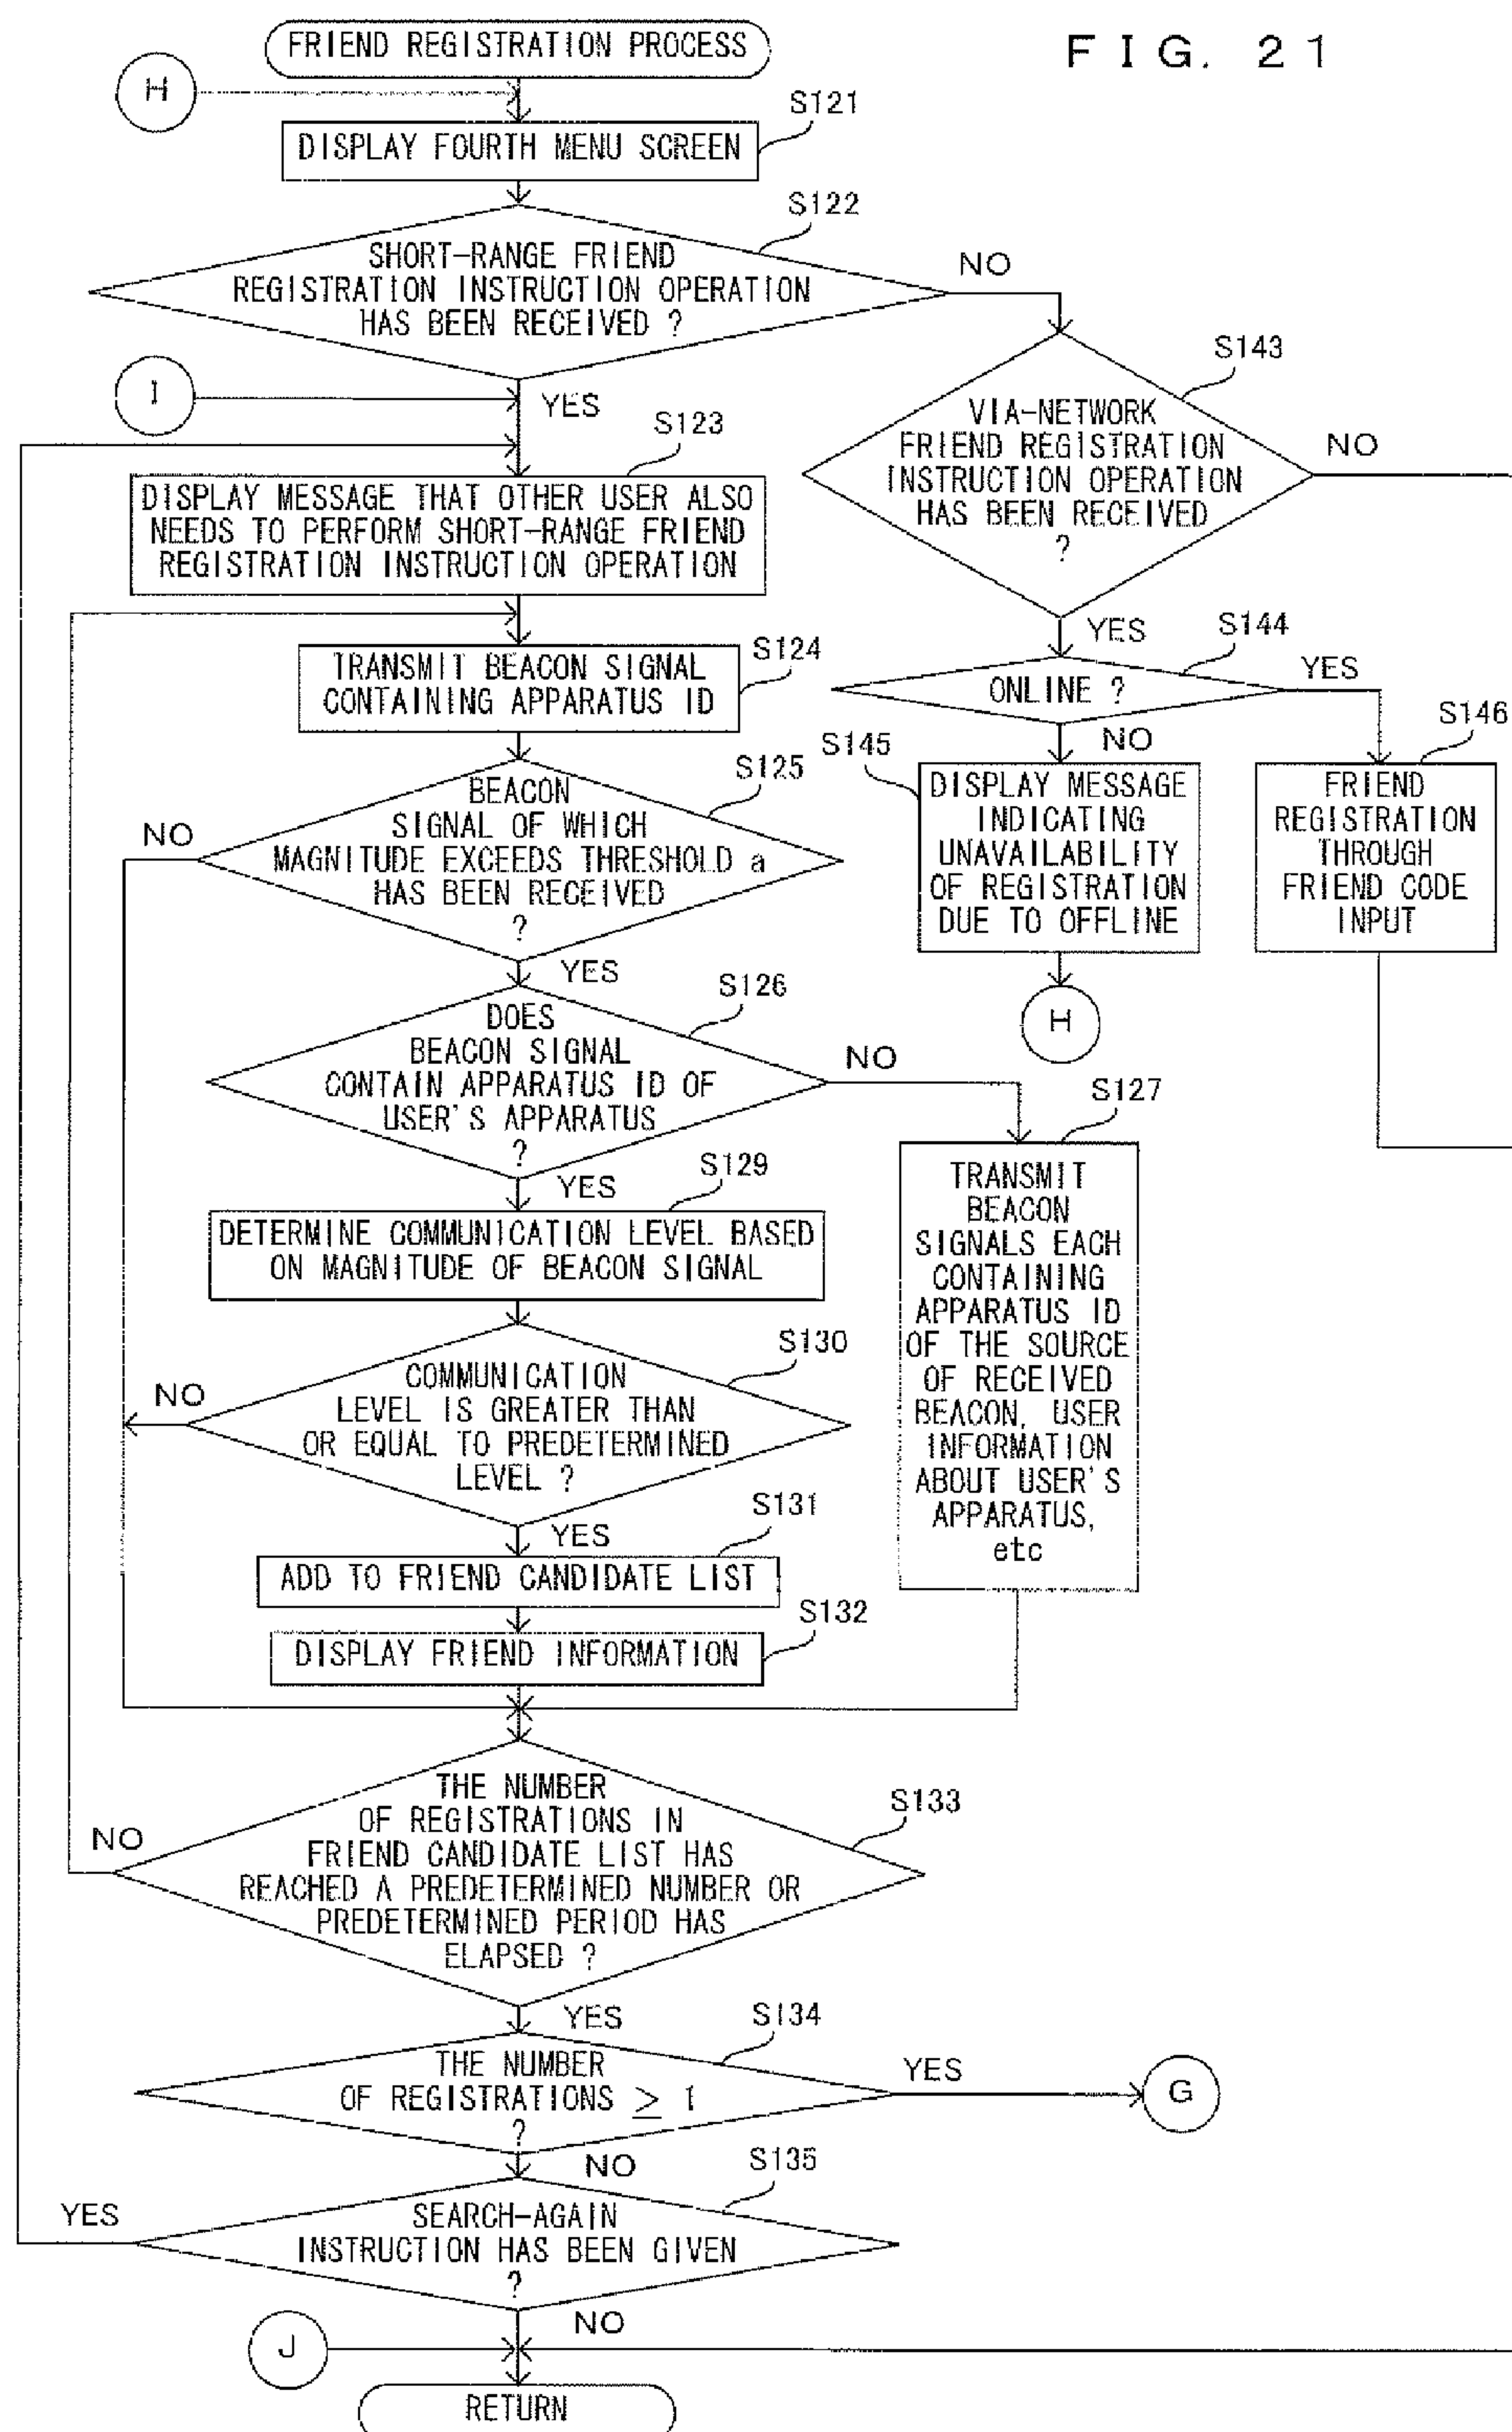 FIG. 21
FRIEND REGISTRATION PROCESS
H
S121
DISPLAY FOURTH MENU SCREEN
S122
SHORT-RANGE FRIEND
REGISTRATION INSTRUCTION OPERATION
HAS BEEN RECEIVED ?
NO
YES
I
S143
VIA-NETWORK
FRIEND REGISTRATION
INSTRUCTION OPERATION
HAS BEEN RECEIVED
?
NO
YES
S123
DISPLAY MESSAGE THAT OTHER USER ALSO
NEEDS TO PERFORM SHORT-RANGE FRIEND
REGISTRATION INSTRUCTION OPERATION
S144
ONLINE ?
YES
NO
S124
TRANSMIT BEACON SIGNAL
CONTAINING APPARATUS ID
S145
DISPLAY MESSAGE
INDICATING
UNAVAILABILITY
OF REGISTRATION
DUE TO OFFLINE
H
S146
FRIEND
REGISTRATION
THROUGH
FRIEND CODE
INPUT
S125
BEACON
SIGNAL OF WHICH
MAGNITUDE EXCEEDS THRESHOLD a
HAS BEEN RECEIVED
?
NO
YES
S126
DOES
BEACON SIGNAL
CONTAIN APPARATUS ID OF
USER'S APPARATUS
?
NO
YES
S127
TRANSMIT
BEACON
SIGNALS EACH
CONTAINING
APPARATUS ID
OF THE SOURCE
OF RECEIVED
BEACON, USER
INFORMATION
ABOUT USER'S
APPARATUS,
etc
S129
DETERMINE COMMUNICATION LEVEL BASED
ON MAGNITUDE OF BEACON SIGNAL
S130
COMMUNICATION
LEVEL IS GREATER THAN
OR EQUAL TO PREDETERMINED
LEVEL ?
NO
YES
S131
ADD TO FRIEND CANDIDATE LIST
S132
DISPLAY FRIEND INFORMATION
S133
THE NUMBER
OF REGISTRATIONS IN
FRIEND CANDIDATE LIST HAS
REACHED A PREDETERMINED NUMBER OR
PREDETERMINED PERIOD HAS
ELAPSED ?
NO
YES
S134
THE NUMBER
OF REGISTRATIONS ≥ 1
?
YES
G
NO
S135
SEARCH-AGAIN
INSTRUCTION HAS BEEN GIVEN
?
YES
NO
J
RETURN